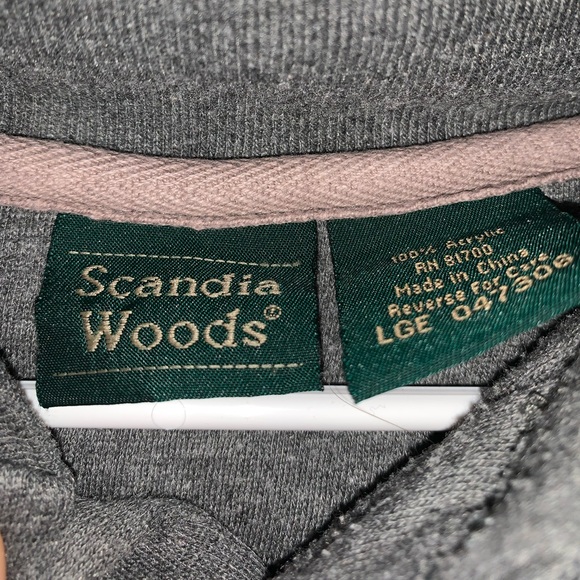 Scandia
Woods®
100% Acrylic
RN 81700
Made in China
Reverse For Care
LGE 047306